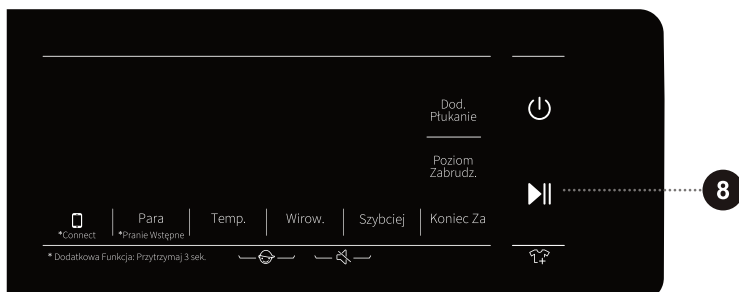 Dod.
Płukanie
Poziom
Zabrudz.
8
Para
Temp.
Wirow.
Szybciej
Koniec Za
*Connect
*Pranie Wstępne
* Dodatkowa Funkcja: Przytrzymaj 3 sek.